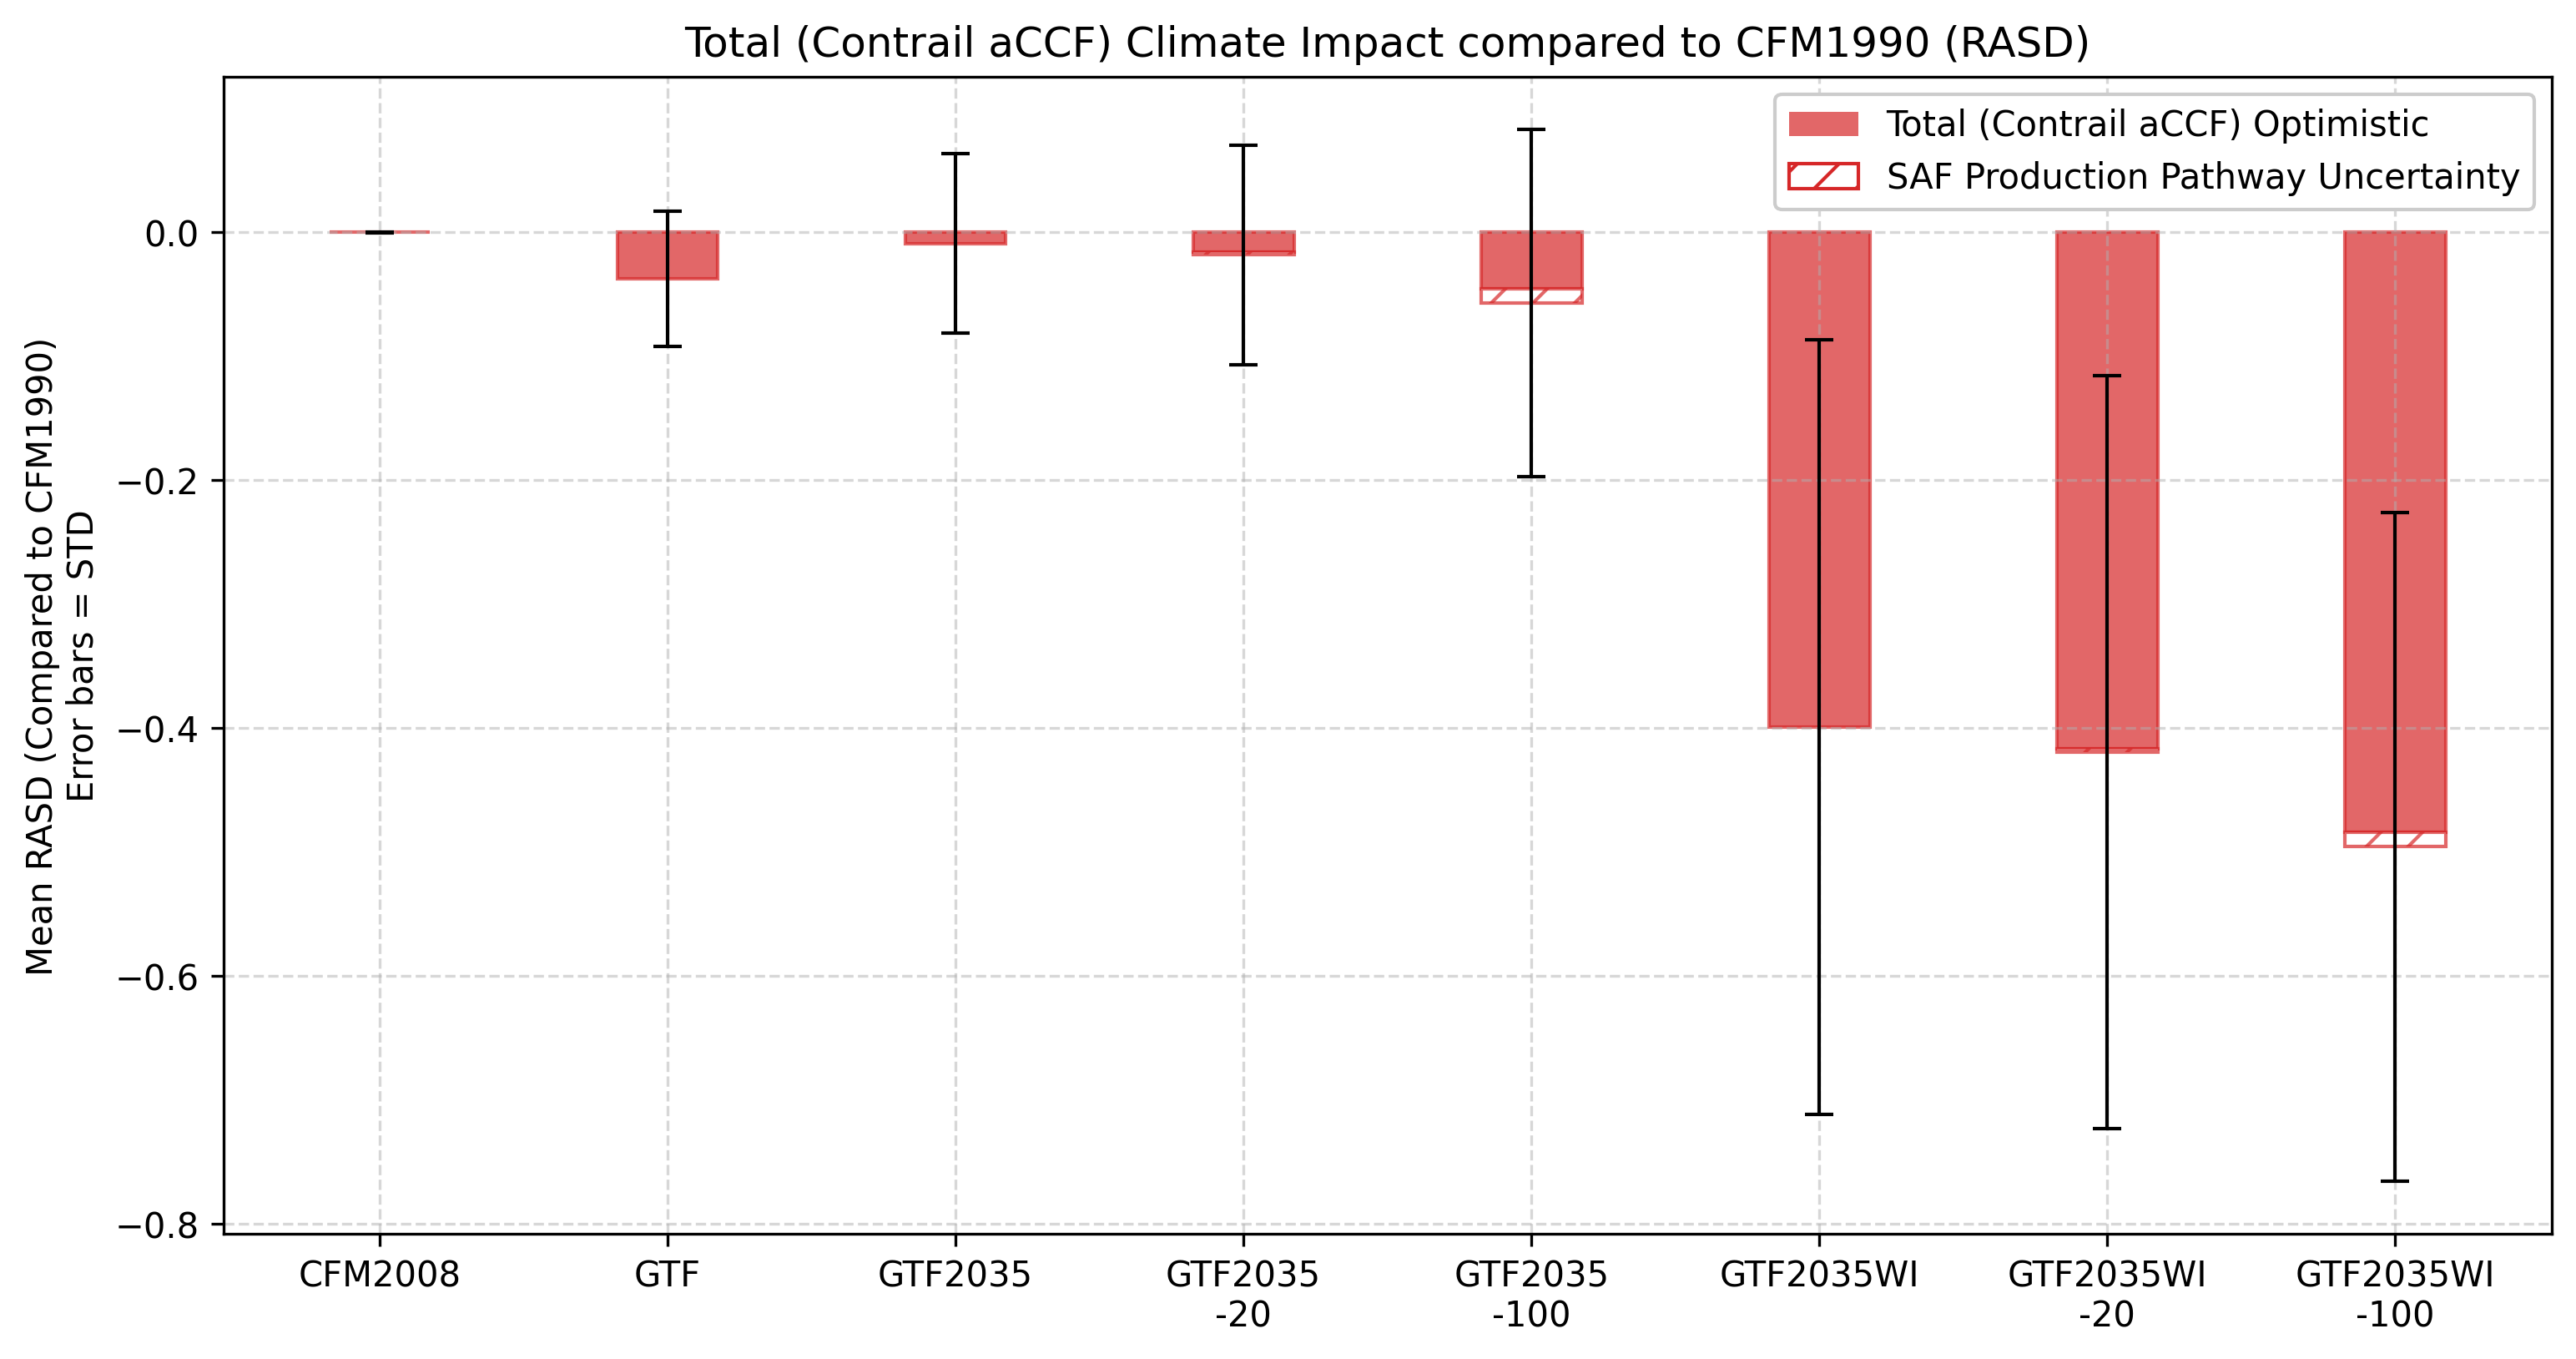 Total (Contrail aCCF) Climate Impact compared to CFM1990 (RASD)
Total (Contrail aCCF) Optimistic
SAF Production Pathway Uncertainty
Mean RASD (Compared to CFM1990)
Error bars = STD
0.0
−0.2
−0.4
−0.6
−0.8
CFM2008
GTF
GTF2035
GTF2035
-20
GTF2035
-100
GTF2035WI
GTF2035WI
-20
GTF2035WI
-100